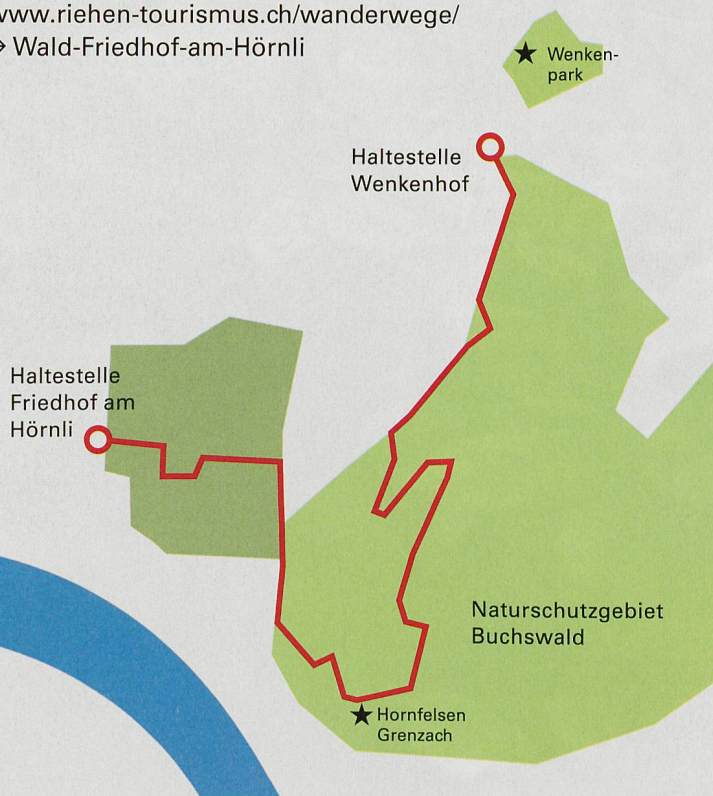 www.riehen-tourismus.ch/wanderwege/
→ Wald-Friedhof-am-Hörnli
Wenken-
park
Haltestelle
Wenkenhof
Haltestelle
Friedhof am
Hörnli
Naturschutzgebiet
Buchswald
Hornfelsen
Grenzach